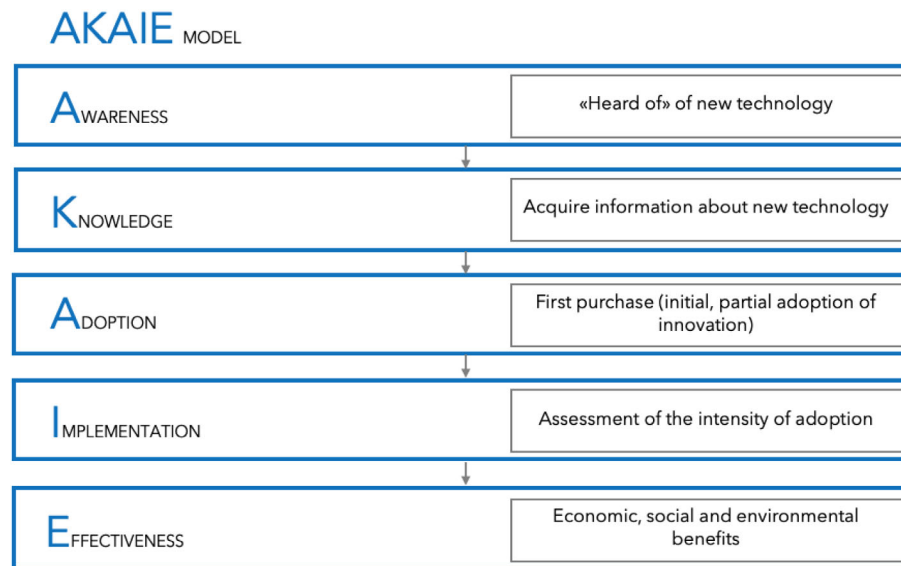 AKAIE MODEL
AWARENESS
«Heard of» of new technology
KNOWLEDGE
Acquire information about new technology
ADOPTION
First purchase (initial, partial adoption of
innovation)
IMPLEMENTATION
Assessment of the intensity of adoption
EFFECTIVENESS
Economic, social and environmental
benefits